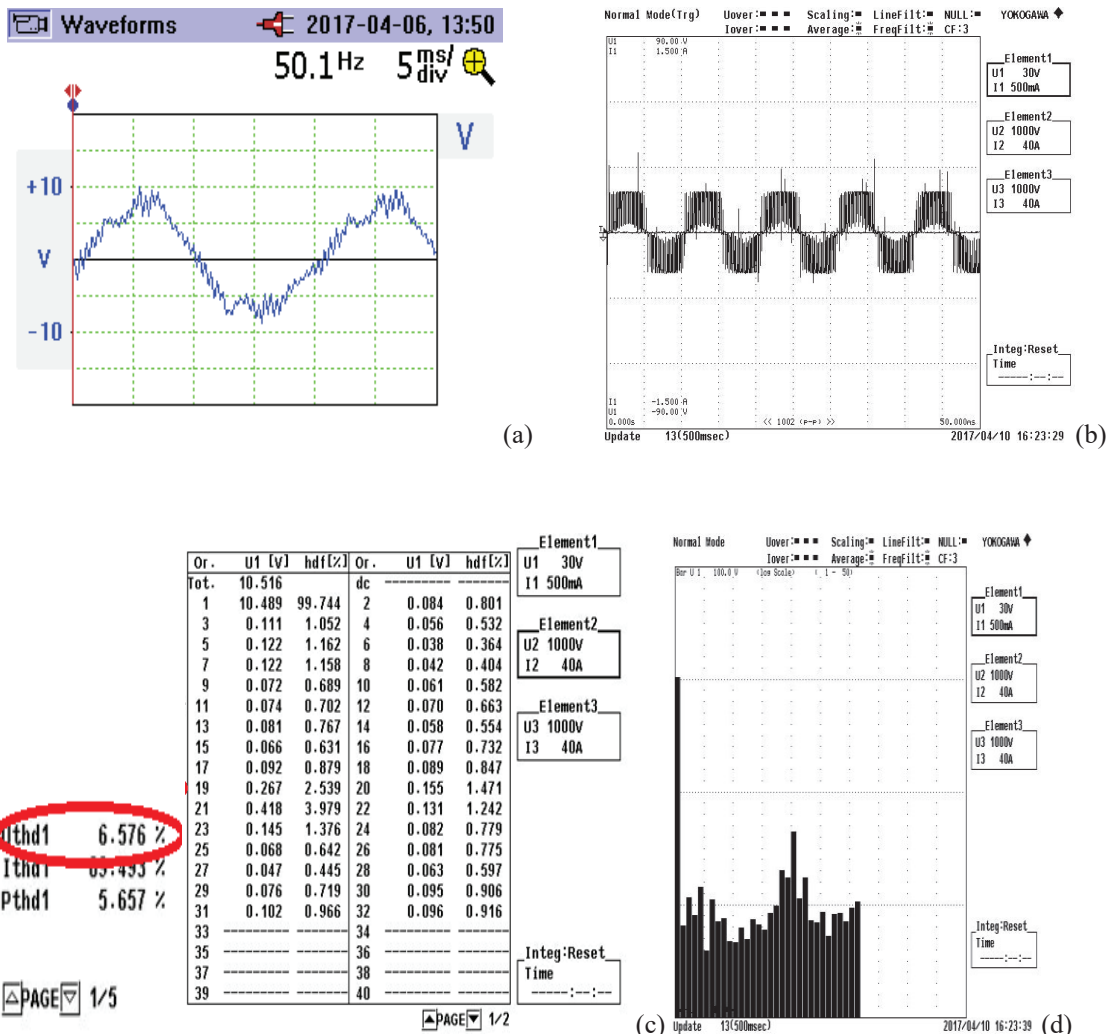 Waveforms 2017-04-06, 13:50
50.1Hz 5 ms/div
V
+10
V
-10
(a)
Normal Mode(Trg) Uover: Scaling: LineFilt: NULL: YOKOGAWA
Iover: Average: FreqFilt: CF:3
U1 90.00 V
I1 1.500 A
Element1
U1 30V
I1 500mA
Element2
U2 1000V
I2 40A
Element3
U3 1000V
I3 40A
Integ:Reset
Time
-----:--:--
I1 -1.500 A
U1 -90.00 V
0.000s << 1002 (p-p) >> 50.000ms
Update 13(500msec) 2017/04/10 16:23:29
(b)
Uthd1 6.576 %
Pthd1 5.657 %
PAGE 1/5
Or. U1 [V] hdf[%] Or. U1 [V] hdf[%]
Tot. 10.516 dc -------- -------
1 10.489 99.744 2 0.084 0.801
3 0.111 1.052 4 0.056 0.532
5 0.122 1.162 6 0.038 0.364
7 0.122 1.158 8 0.042 0.404
9 0.072 0.689 10 0.061 0.582
11 0.074 0.702 12 0.070 0.663
13 0.081 0.767 14 0.058 0.554
15 0.066 0.631 16 0.077 0.732
17 0.092 0.879 18 0.089 0.847
19 0.267 2.539 20 0.155 1.471
21 0.418 3.979 22 0.131 1.242
23 0.145 1.376 24 0.082 0.779
25 0.068 0.642 26 0.081 0.775
27 0.047 0.445 28 0.063 0.597
29 0.076 0.719 30 0.095 0.906
31 0.102 0.966 32 0.096 0.916
33 -------- ------- 34 -------- -------
35 -------- ------- 36 -------- -------
37 -------- ------- 38 -------- -------
39 -------- ------- 40 -------- -------
PAGE 1/2
Element1
U1 30V
I1 500mA
Element2
U2 1000V
I2 40A
Element3
U3 1000V
I3 40A
Integ:Reset
Time
-----:--:--
(c)
Normal Mode Uover: Scaling: LineFilt: NULL: YOKOGAWA
Iover: Average: FreqFilt: CF:3
Bar U 1 100.0 V (log Scale) ( 1 - 50)
Element1
U1 30V
I1 500mA
Element2
U2 1000V
I2 40A
Element3
U3 1000V
I3 40A
Integ:Reset
Time
-----:--:--
Update 13(500msec) 2017/04/10 16:23:39
(d)